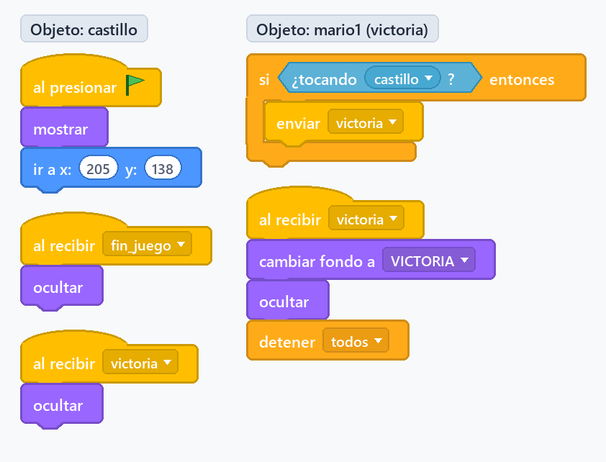 Objeto: castillo
al presionar
mostrar
ir a x: 205 y: 138
al recibir fin_juego
ocultar
al recibir victoria
ocultar
Objeto: mario1 (victoria)
si ¿tocando castillo ? entonces
enviar victoria
al recibir victoria
cambiar fondo a VICTORIA
ocultar
detener todos